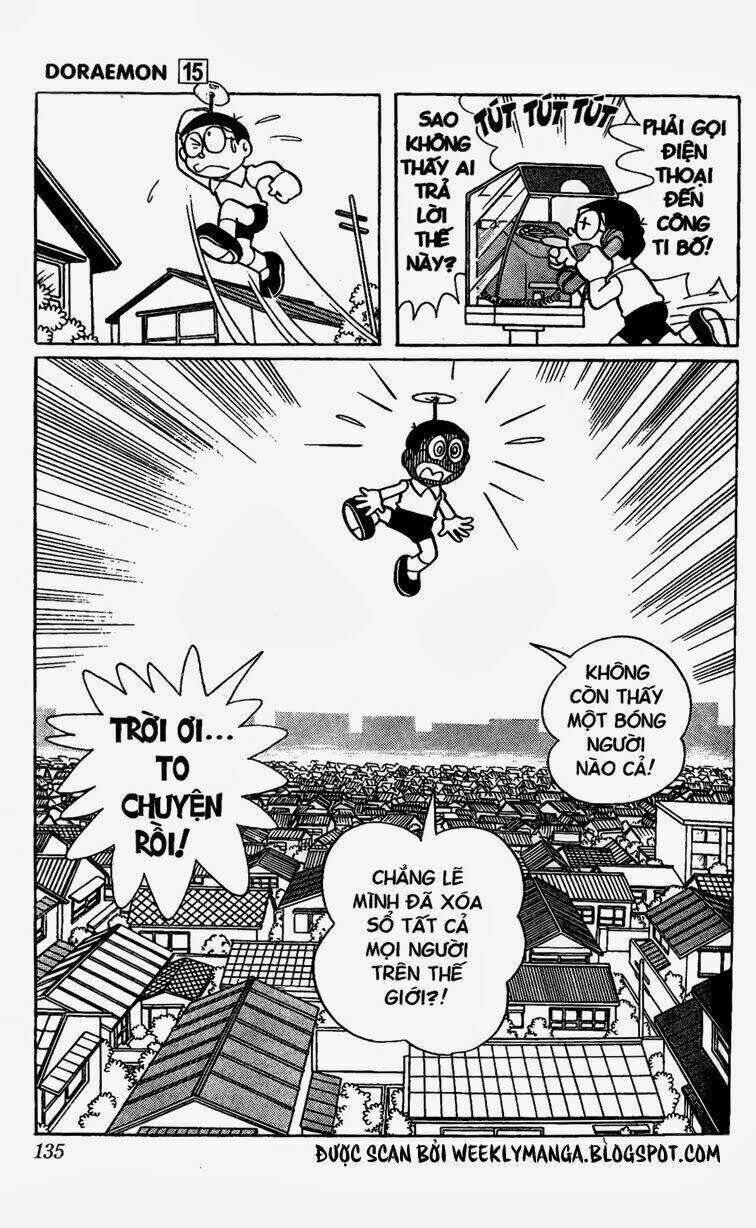 DORAEMON 15
PHẢI GỌI
ĐIỆN
THOẠI
ĐẾN
CÔNG
TI BỐ!
TÚT TÚT TÚT
SAO
KHÔNG
THẤY AI
TRẢ
LỜI
THẾ
NÀY?
KHÔNG
CÒN THẤY
MỘT BÓNG
NGƯỜI
NÀO CẢ!
TRỜI ƠI...
TO
CHUYỆN
RỒI!
CHẲNG LẼ
MÌNH ĐÃ XÓA
SỔ TẤT CẢ
MỌI NGƯỜI
TRÊN THẾ
GIỚI?!
135
ĐƯỢC SCAN BỞI WEEKLYMANGA.BLOGSPOT.COM